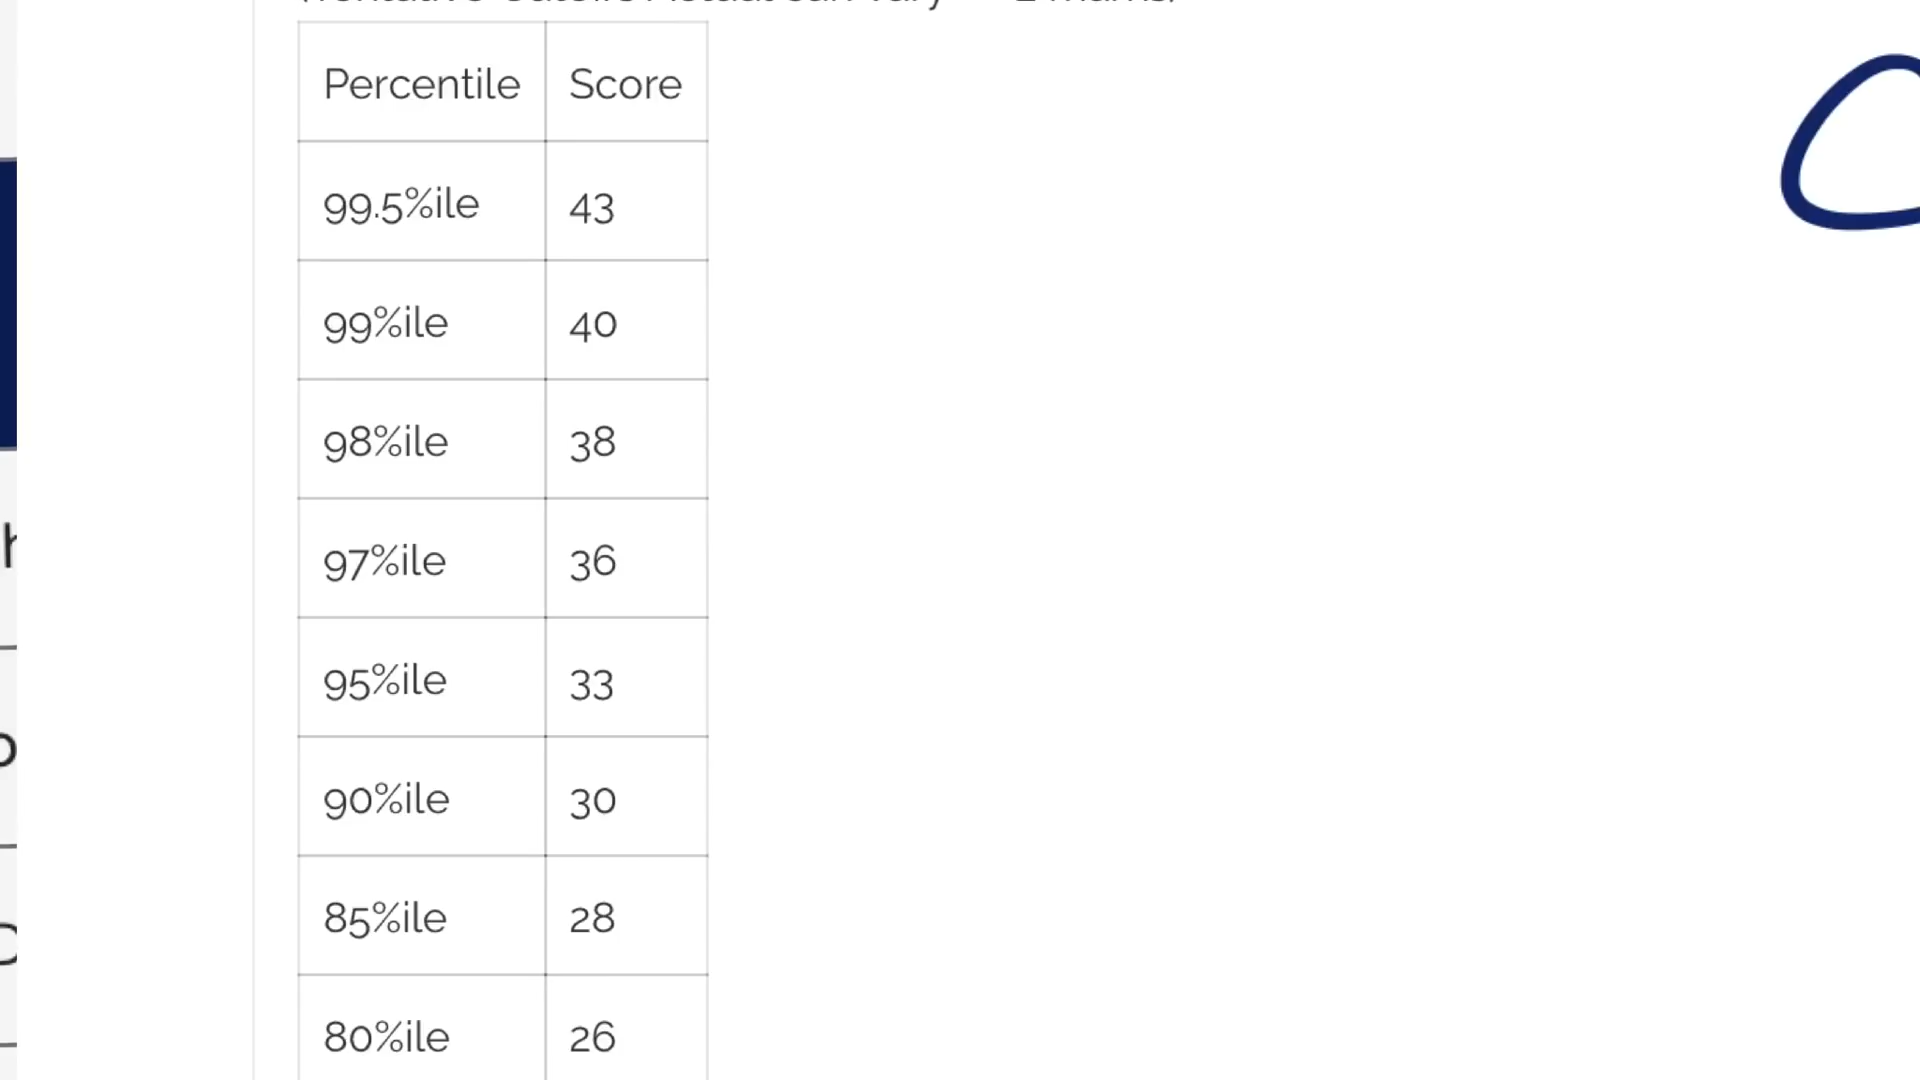 Percentile Score
99.5%ile 43
99%ile 40
98%ile 38
97%ile 36
95%ile 33
90%ile 30
85%ile 28
80%ile 26